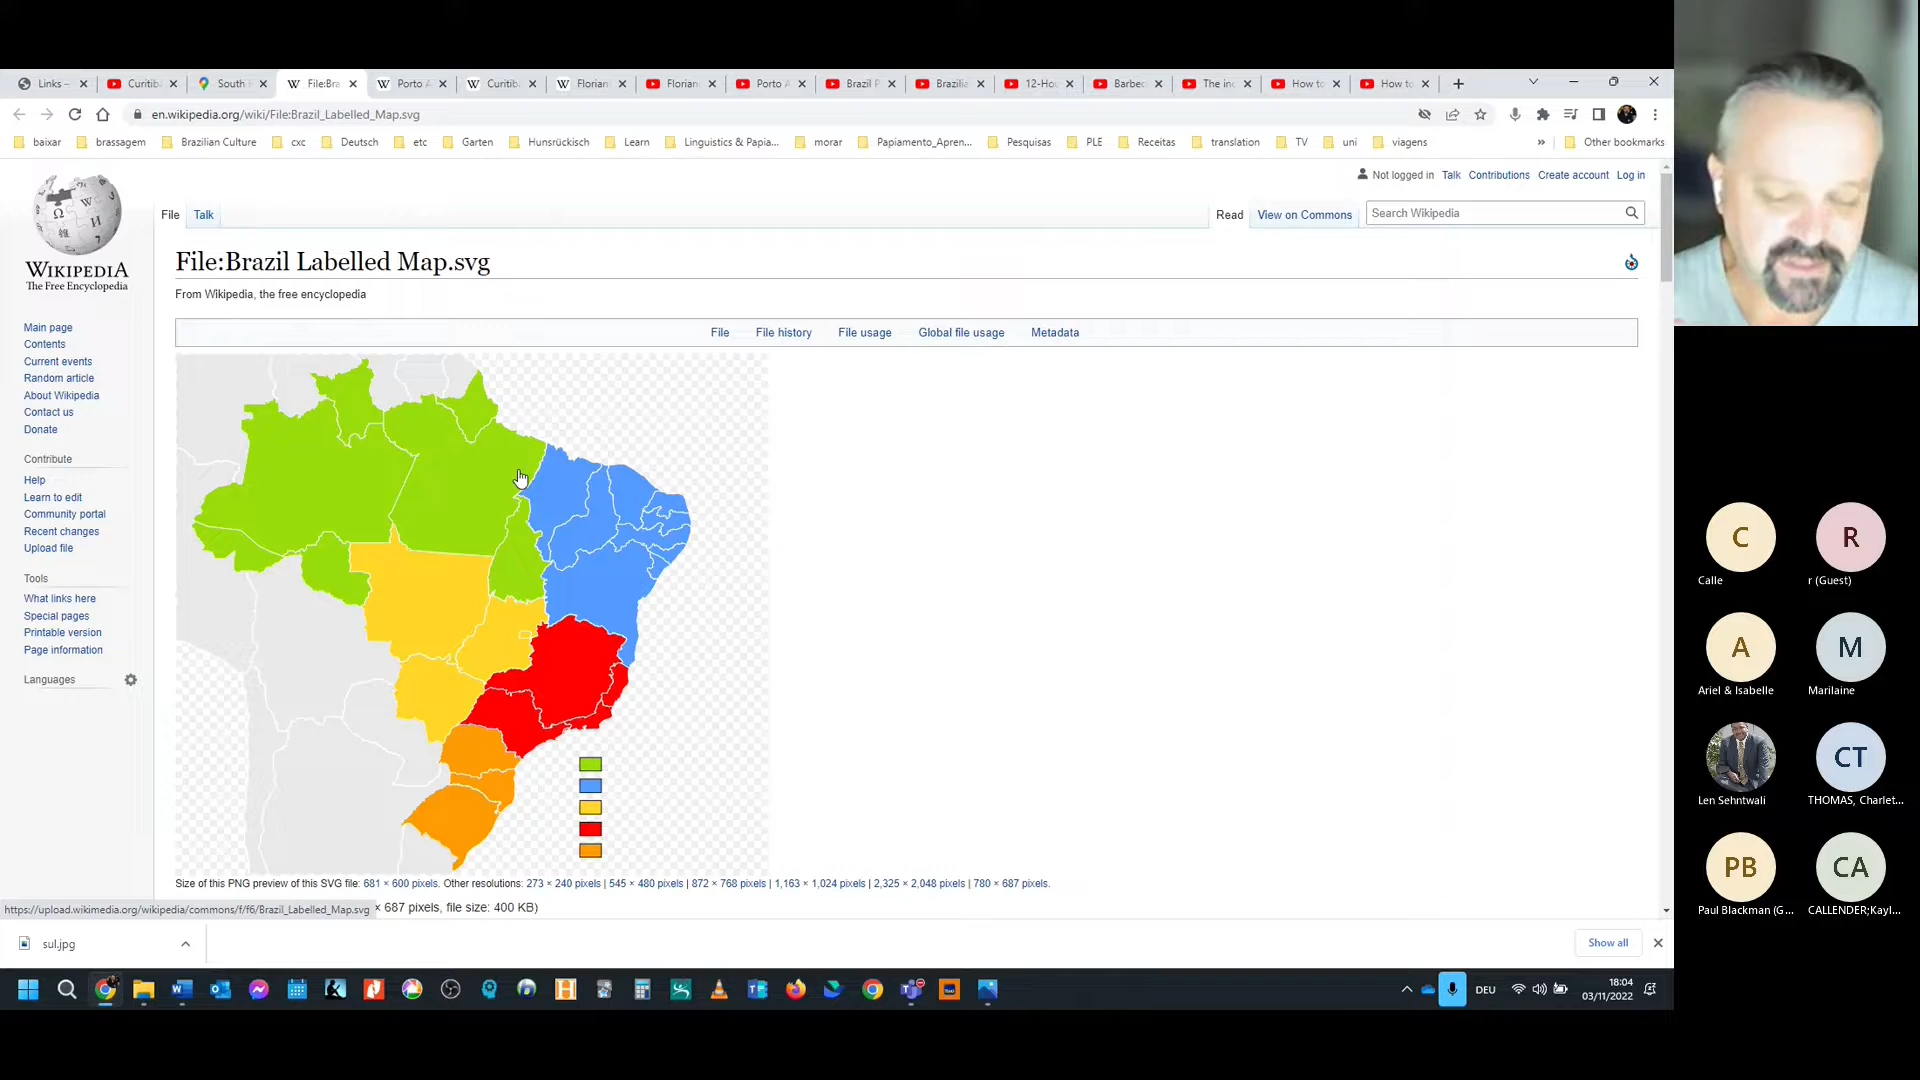 Links –
Curitib
South
File:Bra
Porto A
Curitib.
Florian
Florian
Porto A
Brazil P
Brazilia
12-Hou
Barbec
The inc
How to
How to
en.wikipedia.org/wiki/File:Brazil_Labelled_Map.svg
baixar
brassagem
Brazilian Culture
cxc
Deutsch
etc
Garten
Hunsrückisch
Learn
Linguistics & Papia...
morar
Papiamento_Apren...
Pesquisas
PLE
Receitas
translation
TV
uni
viagens
»
Other bookmarks
Not logged in Talk Contributions Create account Log in
File Talk
Read View on Commons
Search Wikipedia
WIKIPEDIA
The Free Encyclopedia
Main page
Contents
Current events
Random article
About Wikipedia
Contact us
Donate
Contribute
Help
Learn to edit
Community portal
Recent changes
Upload file
Tools
What links here
Special pages
Printable version
Page information
Languages
File:Brazil Labelled Map.svg
From Wikipedia, the free encyclopedia
File File history File usage Global file usage Metadata
Size of this PNG preview of this SVG file: 681 × 600 pixels. Other resolutions: 273 × 240 pixels | 545 × 480 pixels | 872 × 768 pixels | 1,163 × 1,024 pixels | 2,325 × 2,048 pixels | 780 × 687 pixels.
https://upload.wikimedia.org/wikipedia/commons/f/f6/Brazil_Labelled_Map.svg
× 687 pixels, file size: 400 KB)
sul.jpg
Show all
DEU
18:04
03/11/2022
C
Calle
R
r (Guest)
A
Ariel & Isabelle
M
Marilaine
Len Sehntwali
CT
THOMAS, Charlet...
PB
Paul Blackman (G...
CA
CALLENDER;Kayl...